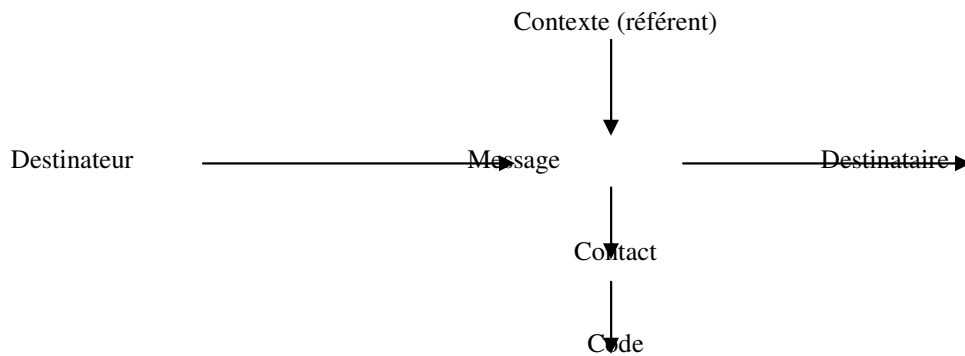 Contexte (référent)
Destinateur Message Destinataire
Contact
Code